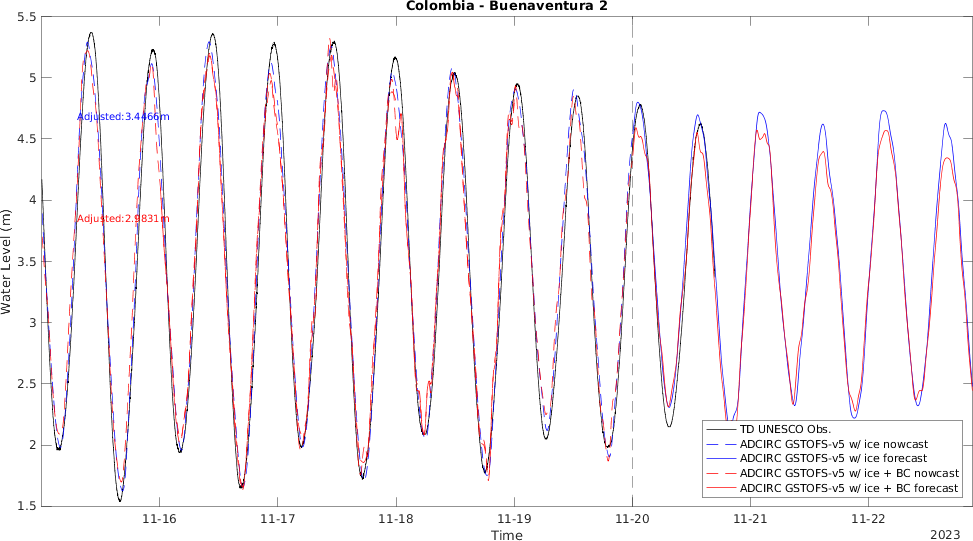 Colombia - Buenaventura 2
5.5
5
4.5
4
3.5
3
2.5
2
1.5
Water Level (m)
Adjusted:3.4466m
Adjusted:2.9831m
TD UNESCO Obs.
ADCIRC GSTOFS-v5 w/ ice nowcast
ADCIRC GSTOFS-v5 w/ ice forecast
ADCIRC GSTOFS-v5 w/ ice + BC nowcast
ADCIRC GSTOFS-v5 w/ ice + BC forecast
11-16 11-17 11-18 11-19 11-20 11-21 11-22
Time
2023